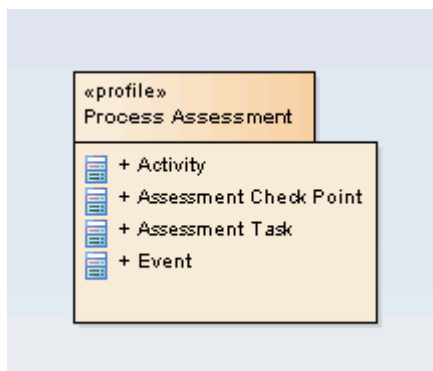 «profile»
Process Assessment
+ Activity
+ Assessment Check Point
+ Assessment Task
+ Event